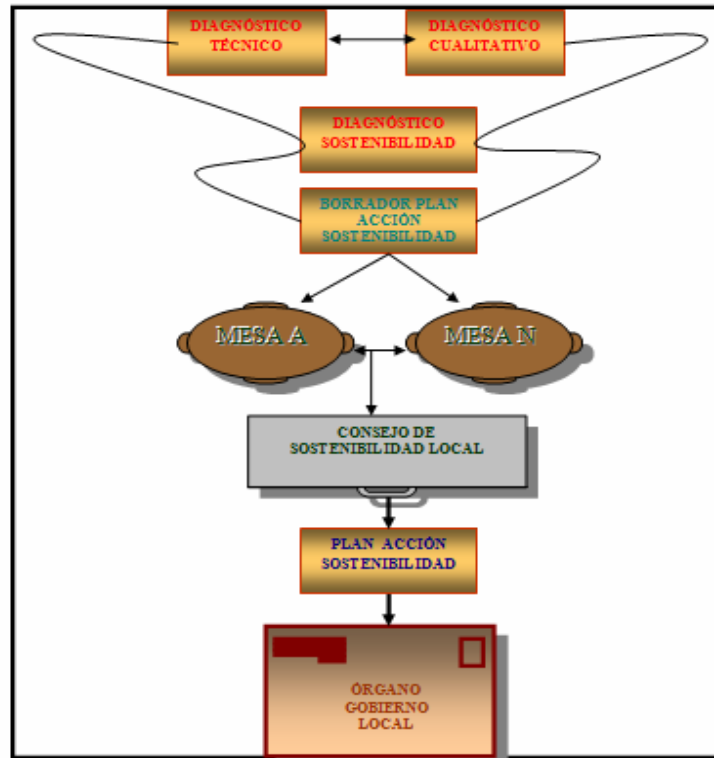 DIAGNÓSTICO
TÉCNICO
DIAGNÓSTICO
CUALITATIVO
DIAGNÓSTICO
SOSTENIBILIDAD
BORRADOR PLAN
ACCIÓN
SOSTENIBILIDAD
MESA A
MESA N
CONSEJO DE
SOSTENIBILIDAD LOCAL
PLAN ACCIÓN
SOSTENIBILIDAD
ÓRGANO
GOBIERNO
LOCAL